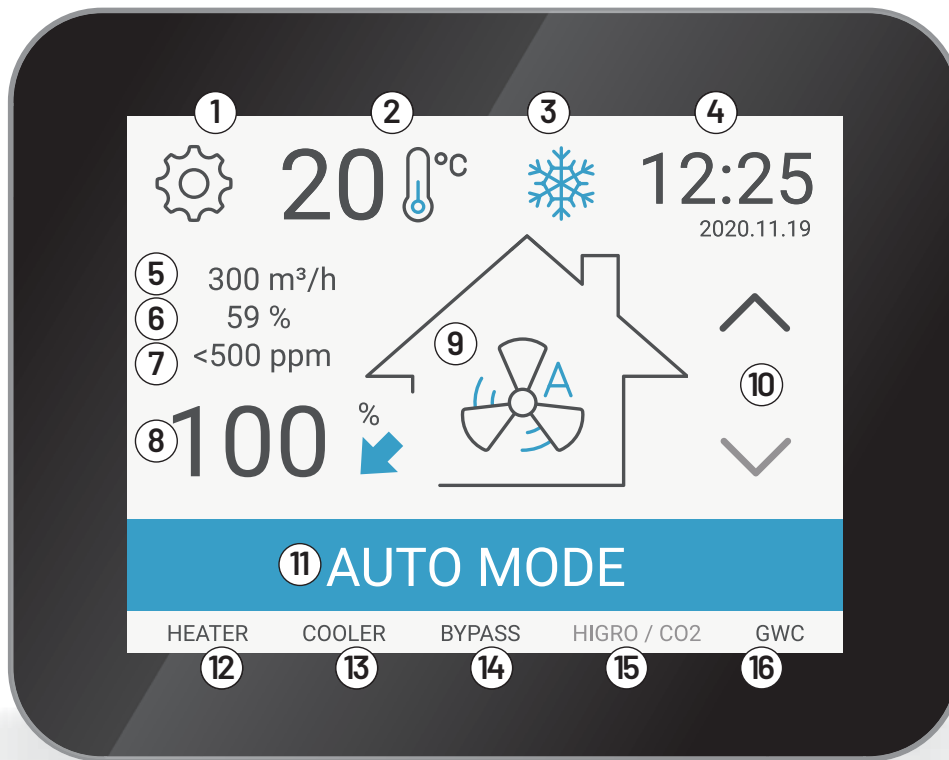 1 2 3 4
20 °C 12:25
2020.11.19
5 300 m³/h
6 59 %
7 <500 ppm
9 A
10
8 100 %
11 AUTO MODE
HEATER COOLER BYPASS HIGRO / CO2 GWC
12 13 14 15 16